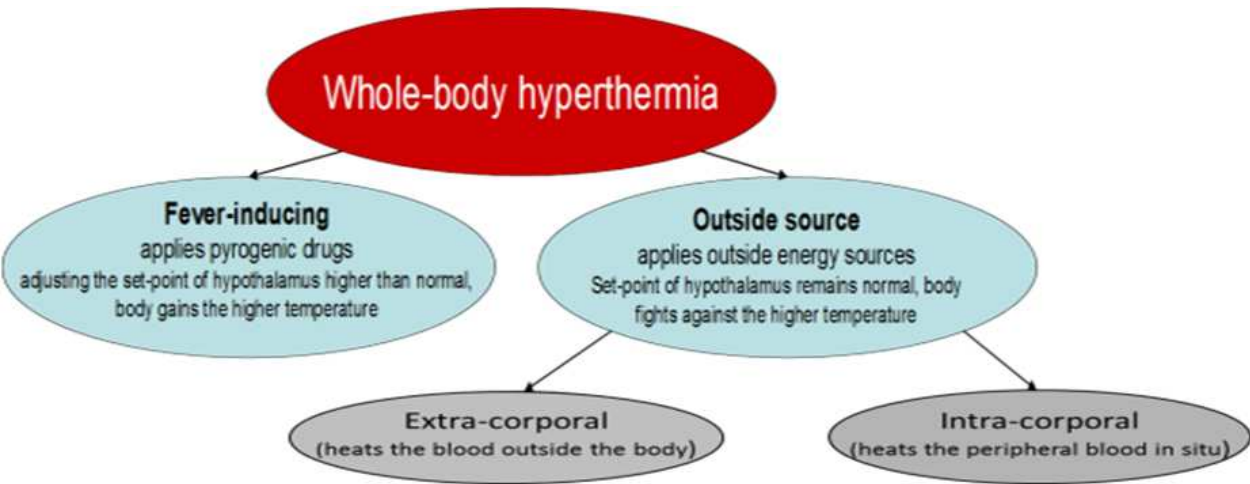 Whole-body hyperthermia
Fever-inducing
applies pyrogenic drugs
adjusting the set-point of hypothalamus higher than normal,
body gains the higher temperature
Outside source
applies outside energy sources
Set-point of hypothalamus remains normal, body
fights against the higher temperature
Extra-corporal
(heats the blood outside the body)
Intra-corporal
(heats the peripheral blood in situ)